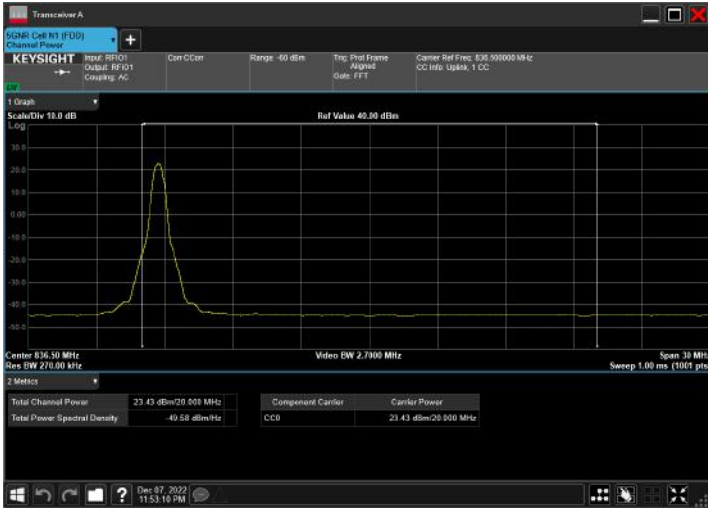 Transceiver A
5GNR Cell N1 (FDD)
Channel Power
KEYSIGHT
Input: RFIO1
Output: RFIO1
Coupling: AC
Corr CCorr
Range -60 dBm
Trig: Prot Frame
Aligned
Gate: FFT
Carrier Ref Freq: 836.500000 MHz
CC Info: Uplink, 1 CC
1 Graph
Scale/Div 10.0 dB
Ref Value 40.00 dBm
Log
30.0
20.0
10.0
0.00
-10.0
-20.0
-30.0
-40.0
-50.0
Center 836.50 MHz
Video BW 2.7000 MHz
Span 30 MH
Res BW 270.00 kHz
Sweep 1.00 ms (1001 pts
2 Metrics
Total Channel Power
23.43 dBm/20.000 MHz
Total Power Spectral Density
-49.58 dBm/Hz
Component Carrier
Carrier Power
CC0
23.43 dBm/20.000 MHz
?
Dec 07, 2022
11:53:10 PM